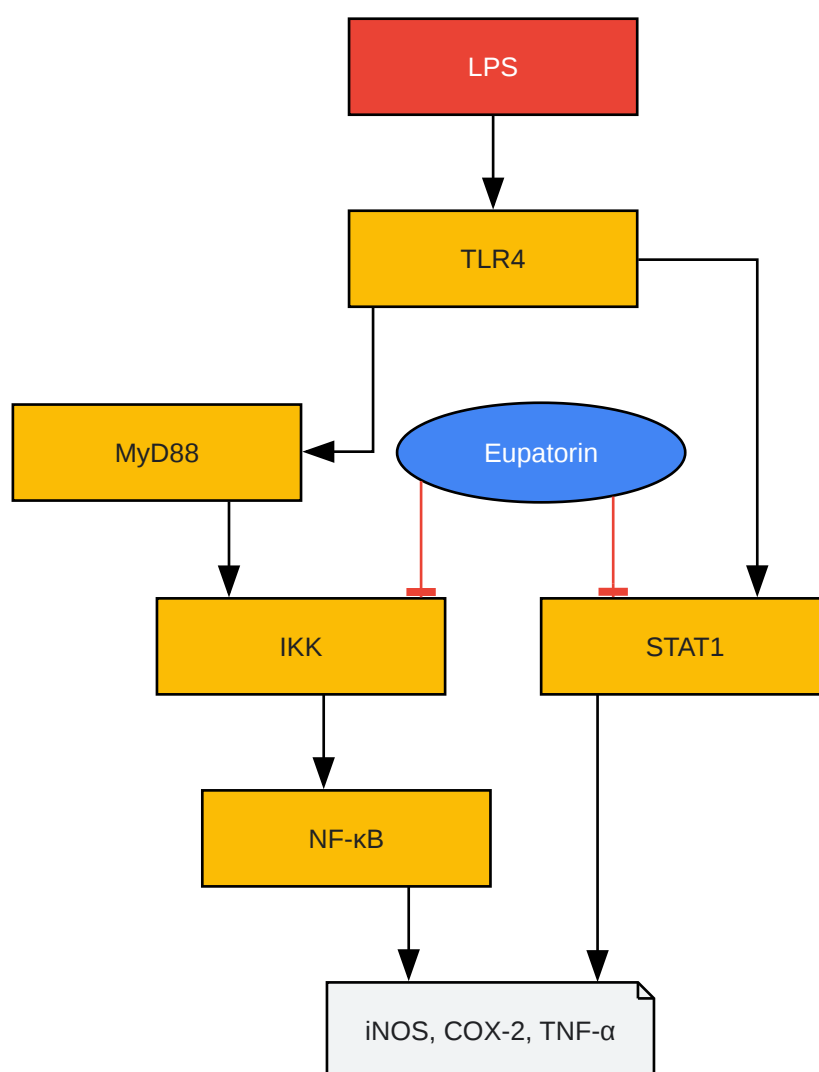 LPS
TLR4
MyD88
Eupatorin
IKK
STAT1
NF-κB
iNOS, COX-2, TNF-α